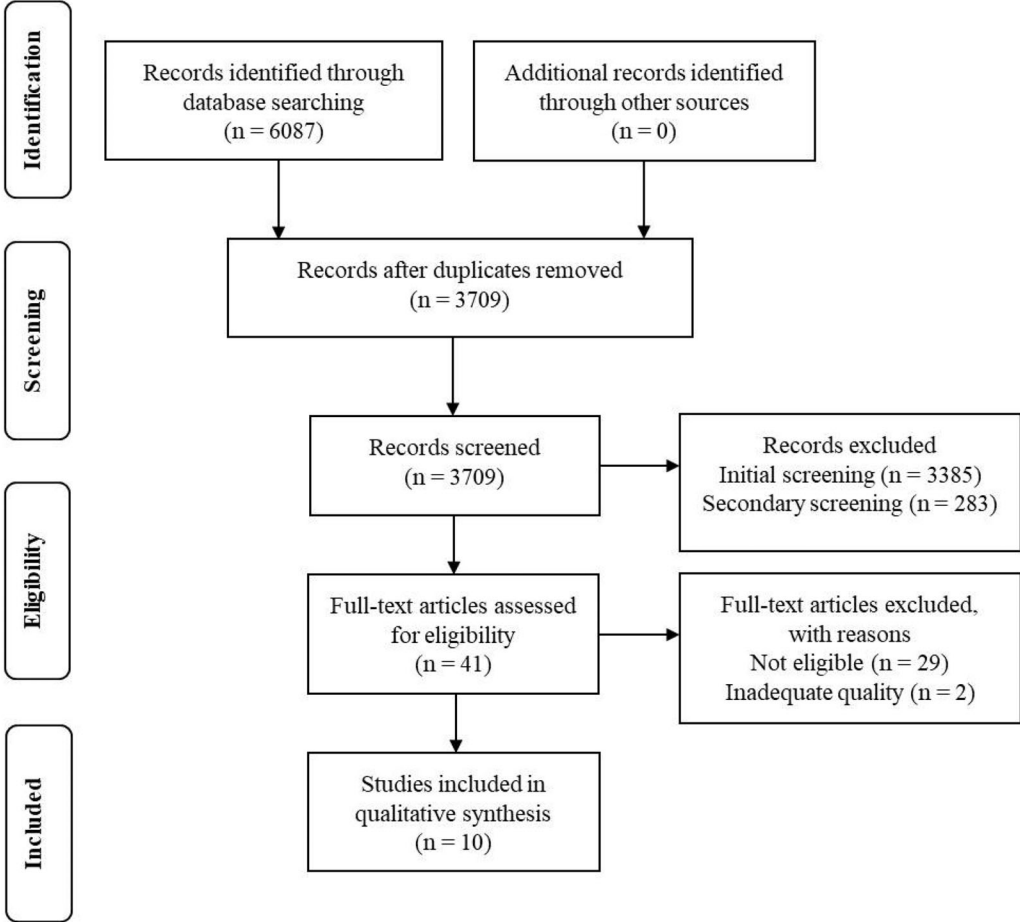 Identification
Records identified through
database searching
(n = 6087)
Additional records identified
through other sources
(n = 0)
Screening
Records after duplicates removed
(n = 3709)
Records screened
(n = 3709)
Records excluded
Initial screening (n = 3385)
Secondary screening (n = 283)
Eligibility
Full-text articles assessed
for eligibility
(n = 41)
Full-text articles excluded,
with reasons
Not eligible (n = 29)
Inadequate quality (n = 2)
Included
Studies included in
qualitative synthesis
(n = 10)